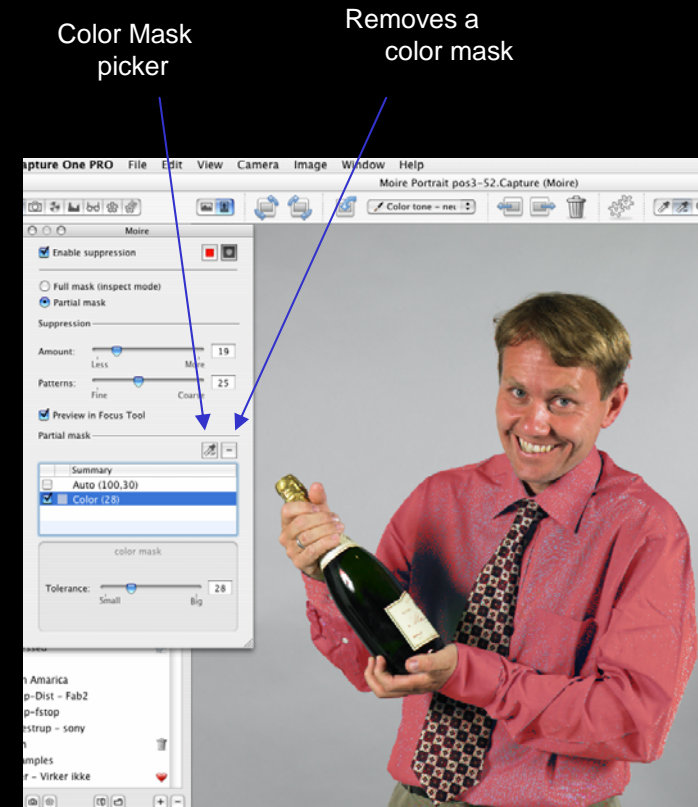 Color Mask
picker
Removes a
color mask
apture One PRO File Edit View Camera Image Window Help
Moire Portrait pos3-52.Capture (Moire)
Color tone - neu
Moire
Enable suppression
Full mask (inspect mode)
Partial mask
Suppression
Amount: 19
Less More
Patterns: 25
Fine Coarse
Preview in Focus Tool
Partial mask
Summary
Auto (100,30)
Color (28)
color mask
Tolerance: 28
Small Big
n Amarica
p-Dist - Fab2
p-fstop
estrup - sony
mples
r - Virker ikke